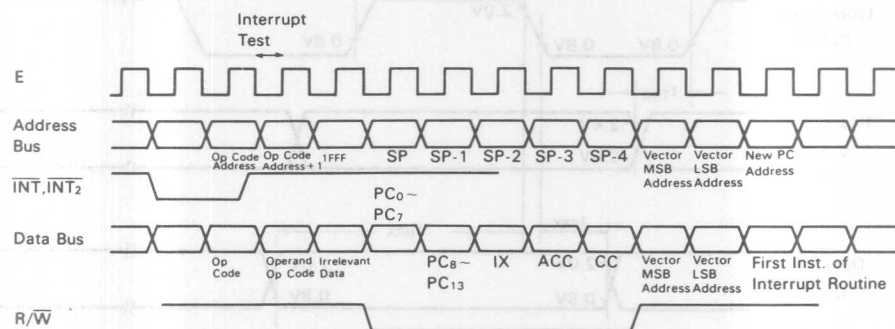 Interrupt
Test
E
Address
Bus
Op Code
Address
Op Code
Address + 1
1FFF
SP
SP-1
SP-2
SP-3
SP-4
Vector
MSB
Address
Vector
LSB
Address
New PC
Address
INT, INT₂
PC₀~
PC₇
Data Bus
Op
Code
Operand
Op Code
Irrelevant
Data
PC₈~
PC₁₃
IX
ACC
CC
Vector
MSB
Address
Vector
LSB
Address
First Inst. of
Interrupt Routine
R/W